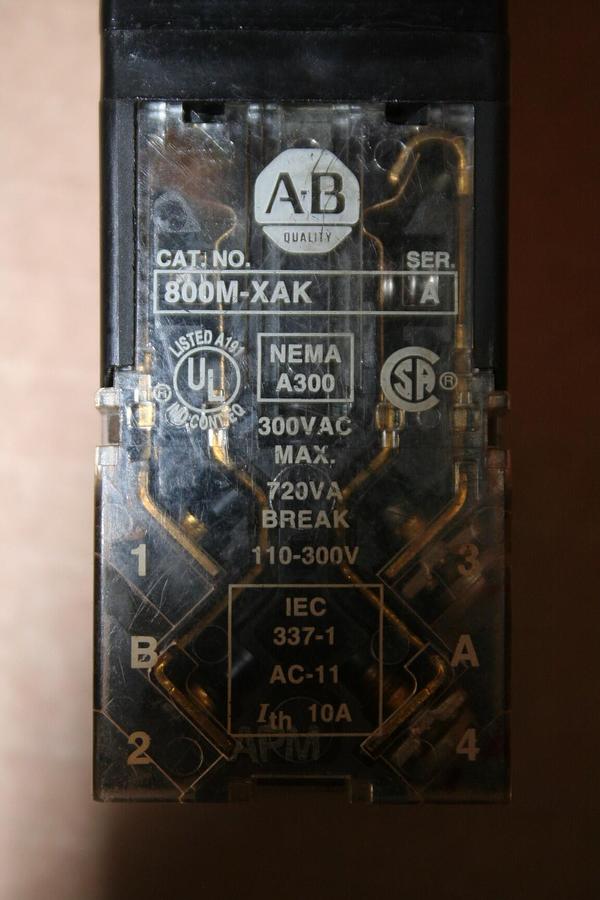 A-B
QUALITY
CAT. NO. SER.
800M-XAK A
LISTED A191
UL ®
IND. CONT. EQ
NEMA
A300
SA ®
300VAC
MAX.
720VA
BREAK
110-300V
1 3
IEC
337-1
B A
AC-11
Ith 10A
2 4
APM